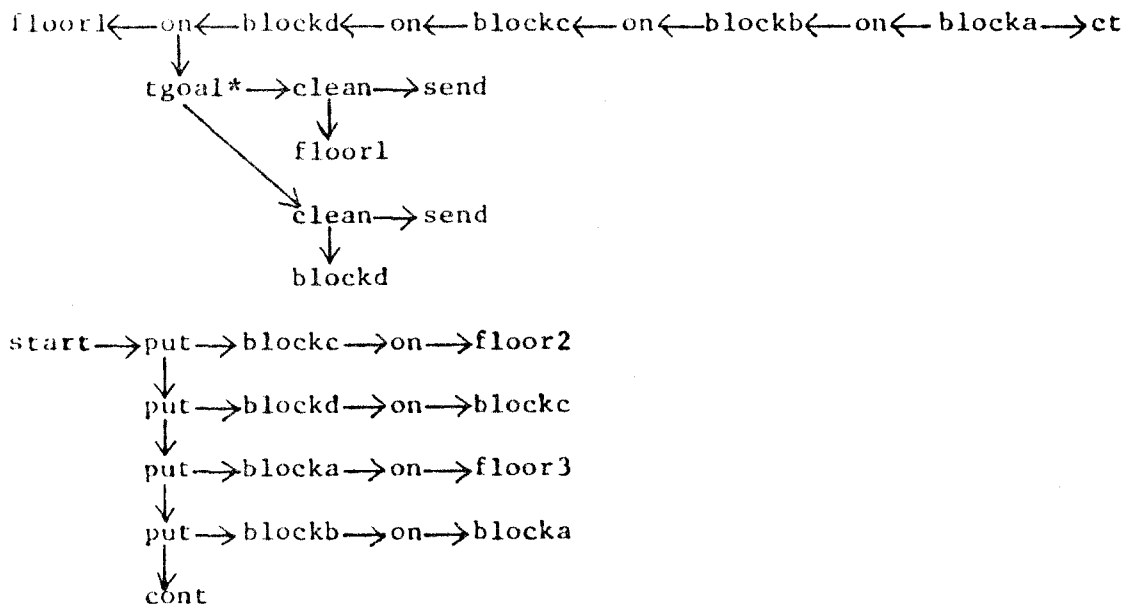 floor1←on←blockd←on←blockc←on←blockb←on←blocka→ct
tgoal*→clean→send
floor1
clean→send
blockd
start→put→blockc→on→floor2
put→blockd→on→blockc
put→blocka→on→floor3
put→blockb→on→blocka
cont